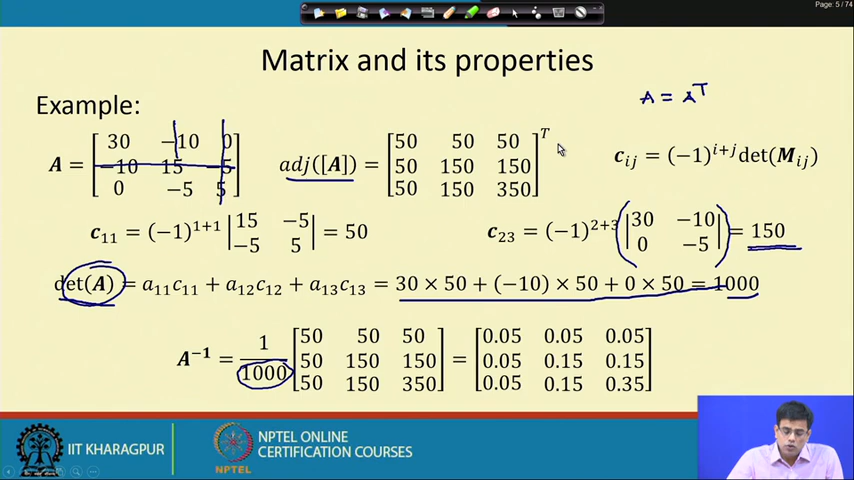 Page: 5 / 74
Matrix and its properties
Example:
A = Aᵀ
A = [30 −10 0; −10 15 −5; 0 −5 5]
adj([A]) = [50 50 50; 50 150 150; 50 150 350]ᵀ
c_ij = (−1)^{i+j} det(M_ij)
c₁₁ = (−1)^{1+1} |15 −5; −5 5| = 50
c₂₃ = (−1)^{2+3} (|30 −10; 0 −5|) = 150
det(A) = a₁₁c₁₁ + a₁₂c₁₂ + a₁₃c₁₃ = 30 × 50 + (−10) × 50 + 0 × 50 = 1000
A⁻¹ = 1/1000 [50 50 50; 50 150 150; 50 150 350] = [0.05 0.05 0.05; 0.05 0.15 0.15; 0.05 0.15 0.35]
IIT KHARAGPUR
NPTEL
NPTEL ONLINE
CERTIFICATION COURSES